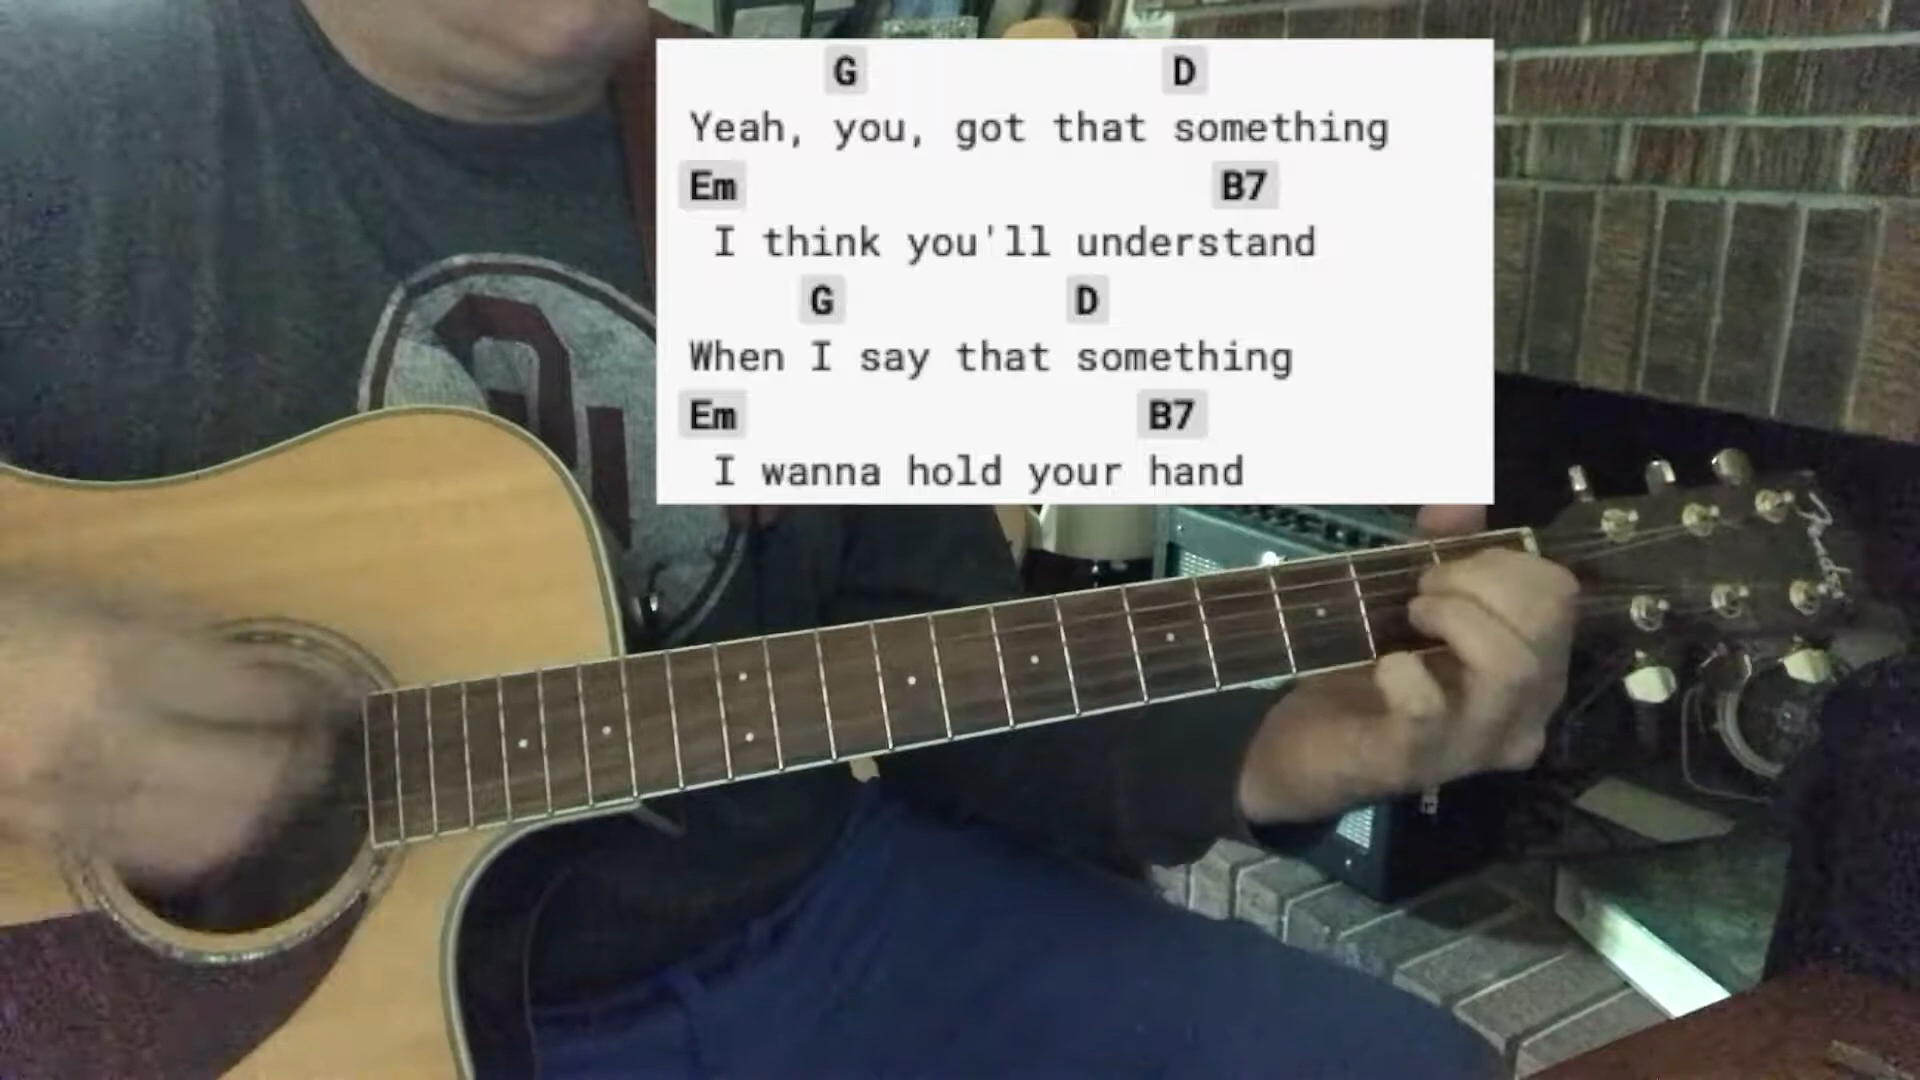 G D
Yeah, you, got that something
Em B7
I think you'll understand
G D
When I say that something
Em B7
I wanna hold your hand
Fender